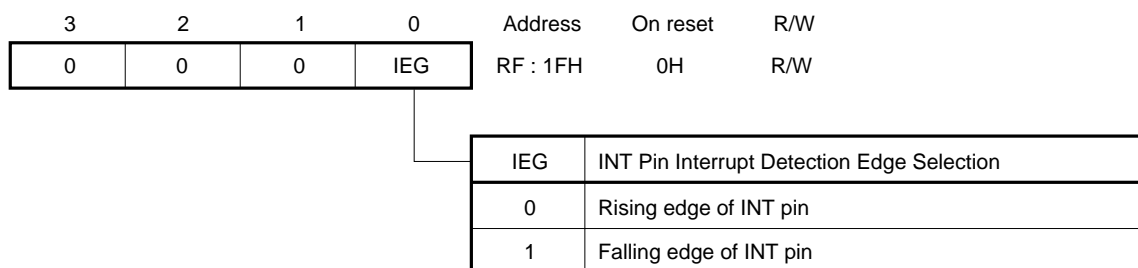 3 2 1 0 Address On reset R/W
0 0 0 IEG RF : 1FH 0H R/W
IEG INT Pin Interrupt Detection Edge Selection
0 Rising edge of INT pin
1 Falling edge of INT pin